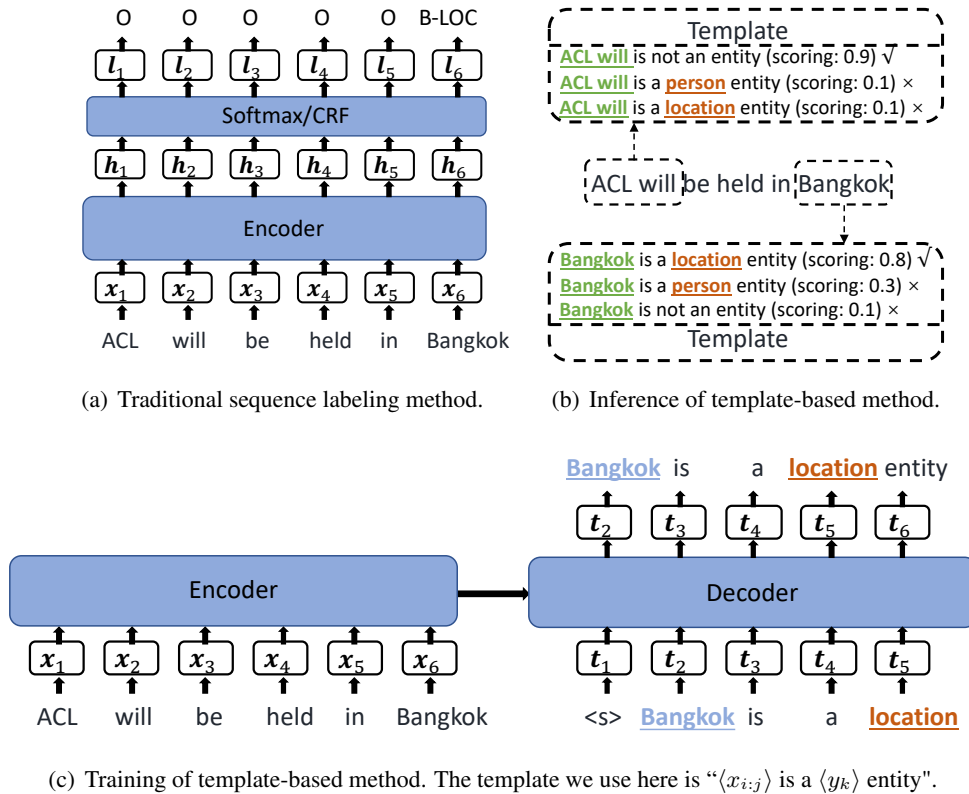 O O O O O B-LOC
l₁ l₂ l₃ l₄ l₅ l₆
Softmax/CRF
h₁ h₂ h₃ h₄ h₅ h₆
Encoder
x₁ x₂ x₃ x₄ x₅ x₆
ACL will be held in Bangkok
(a) Traditional sequence labeling method.
Template
ACL will is not an entity (scoring: 0.9) √
ACL will is a person entity (scoring: 0.1) ×
ACL will is a location entity (scoring: 0.1) ×
ACL will be held in Bangkok
Bangkok is a location entity (scoring: 0.8) √
Bangkok is a person entity (scoring: 0.3) ×
Bangkok is not an entity (scoring: 0.1) ×
Template
(b) Inference of template-based method.
Encoder
x₁ x₂ x₃ x₄ x₅ x₆
ACL will be held in Bangkok
Bangkok is a location entity
t₂ t₃ t₄ t₅ t₆
Decoder
t₁ t₂ t₃ t₄ t₅
<s> Bangkok is a location
(c) Training of template-based method. The template we use here is “⟨x_{i:j}⟩ is a ⟨y_k⟩ entity".